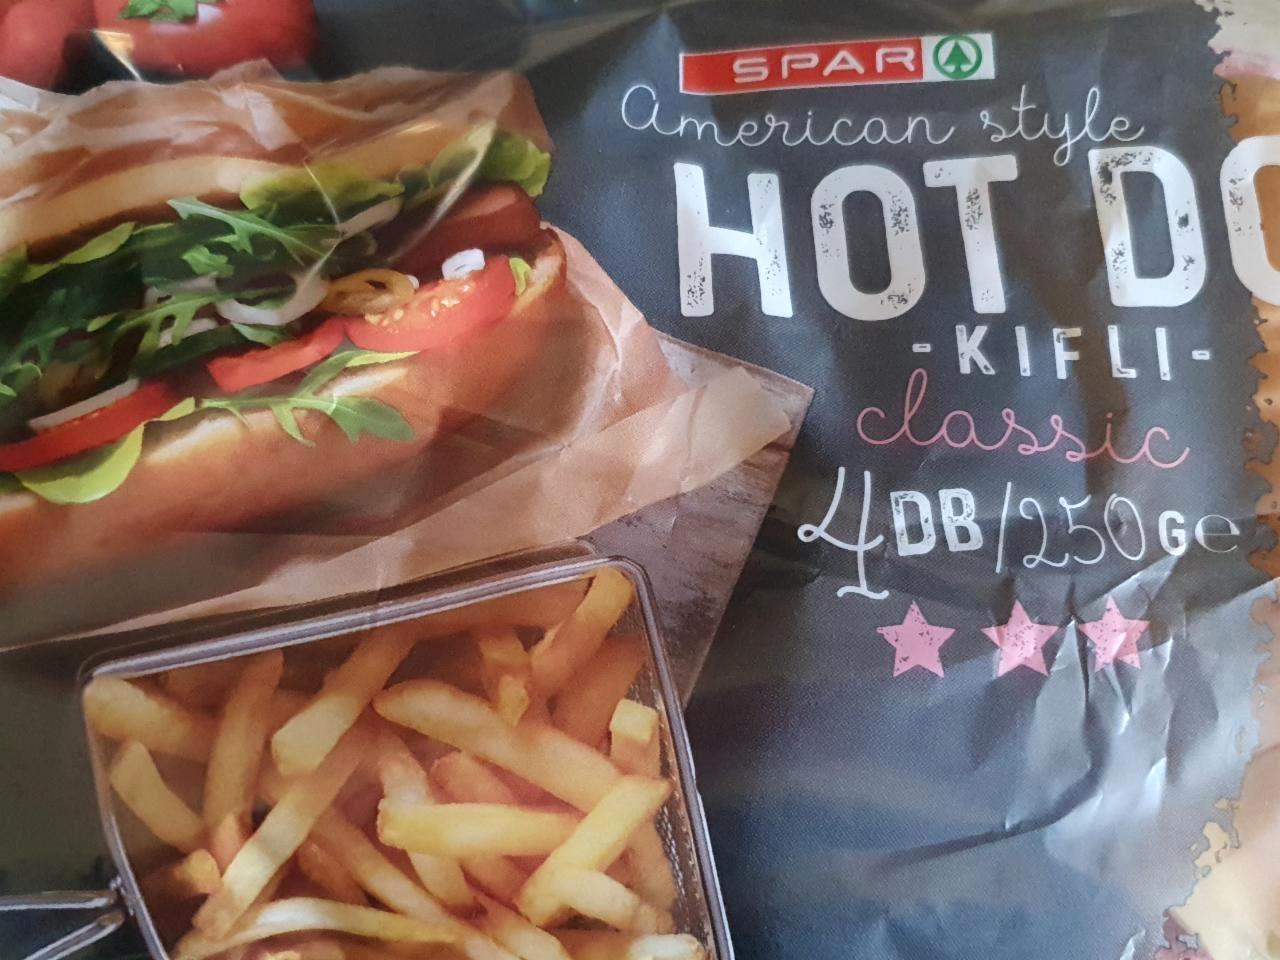 SPAR
American style
HOT DO
-KIFLI-
classic
4DB/250Ge